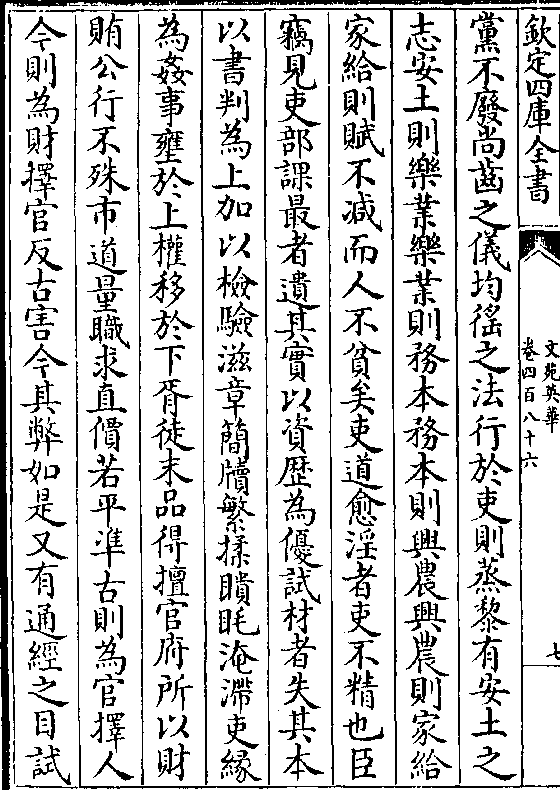 欽定四庫全書
文苑英華
卷四百八十六
七
黨不廢尚齒之儀均徭之法行於吏則蒸黎有安土之
志安土則樂業樂業則務本務本則興農興農則家給
家給則賦不减而人不貧矣吏道愈淫者吏不精也臣
竊見吏部課最者遺其實以資歷為優試材者失其本
以書判為上加以檢驗滋章簡牘繁揉瞶眊淹滯吏緣
為姦事壅於上權移於下胥徒末品得擅官府所以財
賄公行不殊市道量職求直價若平準古則為官擇人
今則為財擇官反古害今其弊如是又有通經之目試